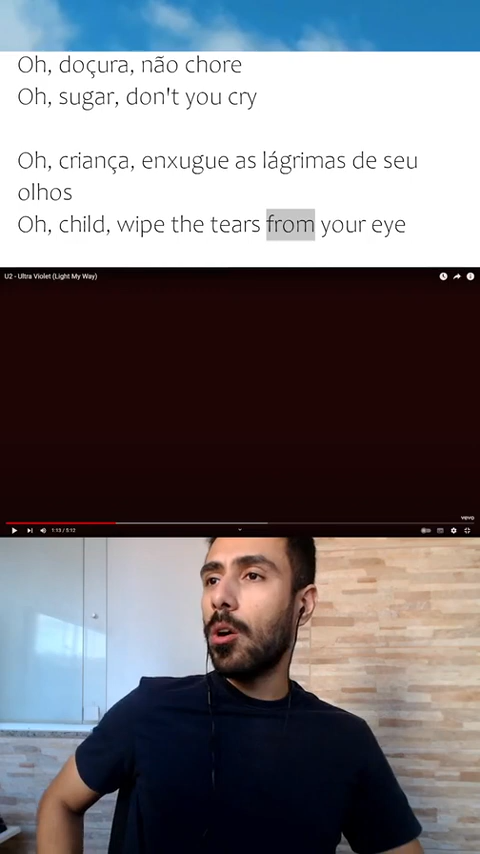 Oh, doçura, não chore
Oh, sugar, don't you cry
Oh, criança, enxugue as lágrimas de seu
olhos
Oh, child, wipe the tears from your eye
U2 - Ultra Violet (Light My Way)
vevo
1:13 / 5:12